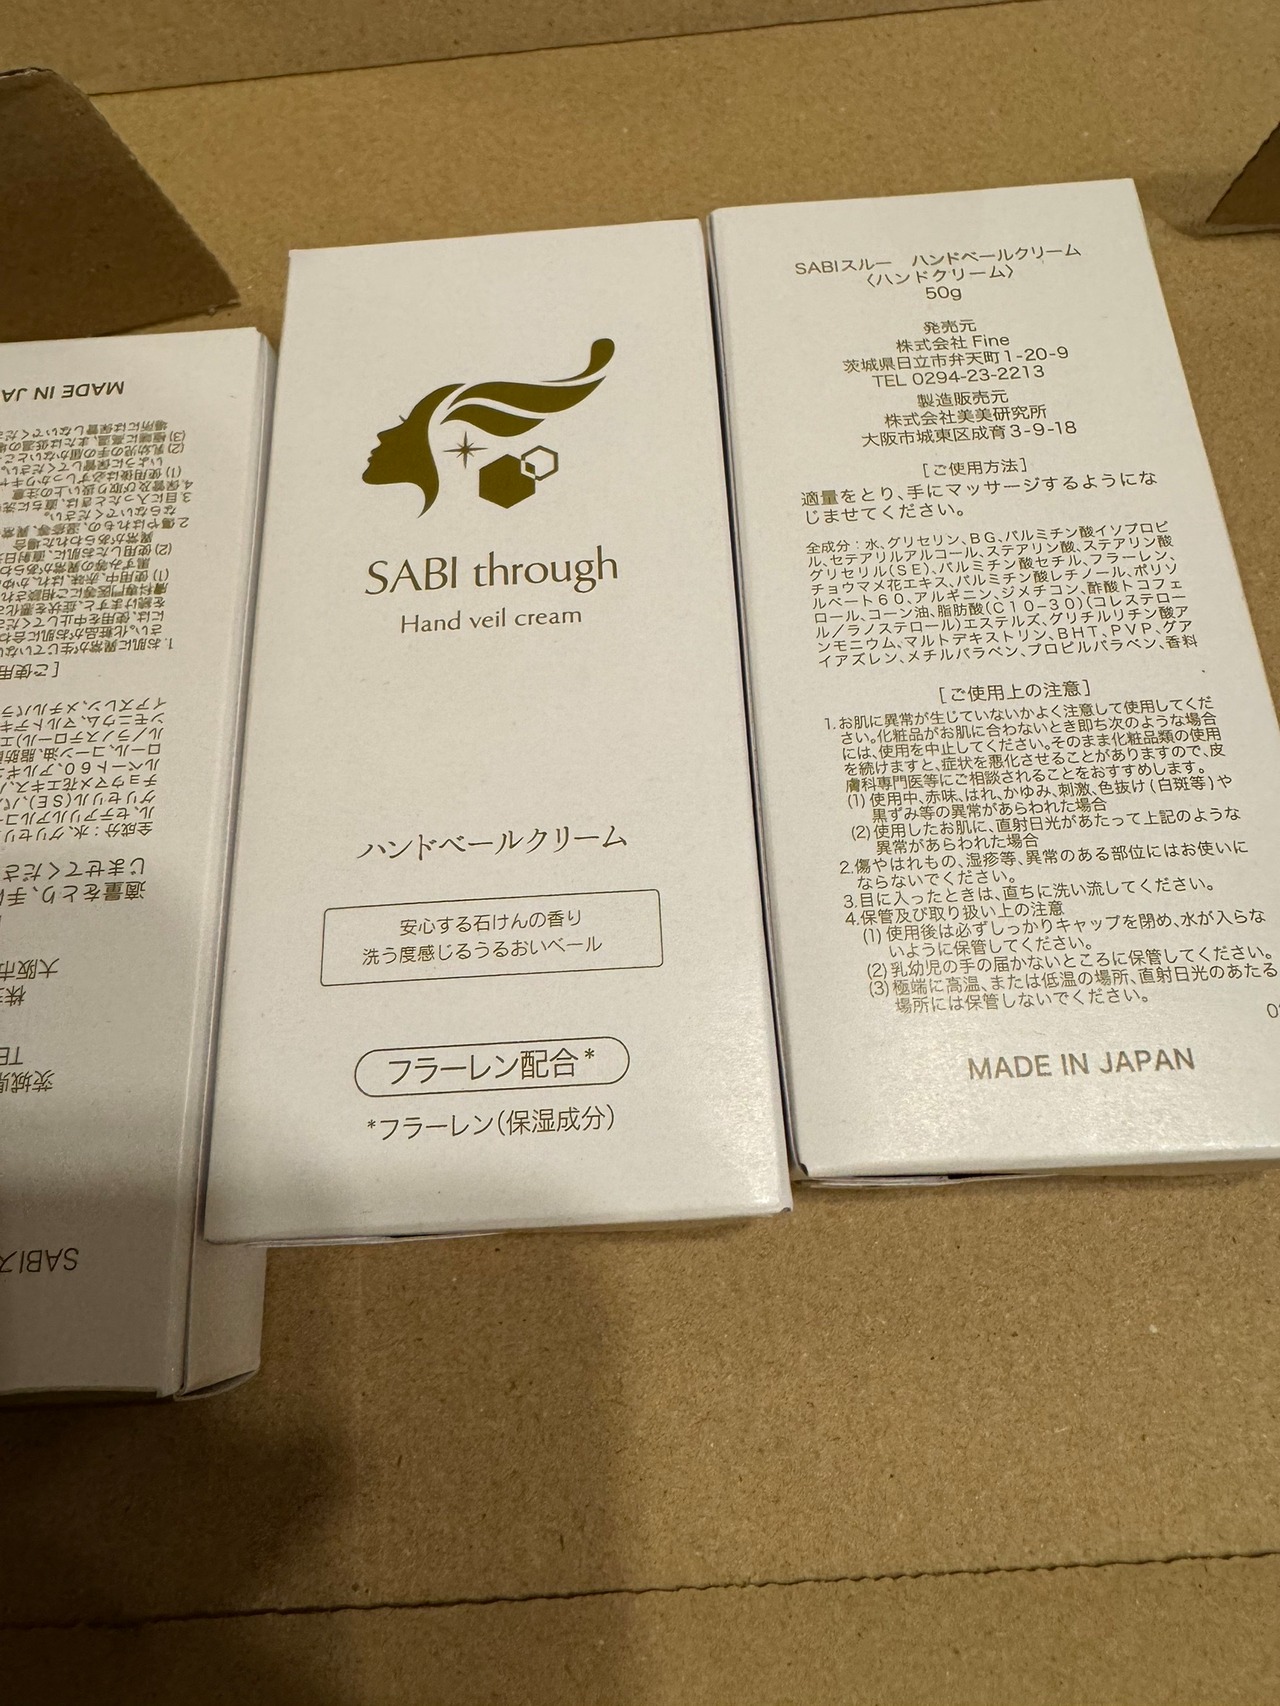 SABI through
Hand veil cream
ハンドベールクリーム
安心する石けんの香り
洗う度感じるうるおいベール
フラーレン配合*
*フラーレン(保湿成分)
SABIスルー　ハンドベールクリーム
〈ハンドクリーム〉
50g
発売元
株式会社 Fine
茨城県日立市弁天町1-20-9
TEL 0294-23-2213
製造販売元
株式会社美美研究所
大阪市城東区成育3-9-18
[ご使用方法]
適量をとり、手にマッサージするようにな
じませてください。
全成分：水、グリセリン、BG、パルミチン酸イソプロピ
ル、セテアリルアルコール、ステアリン酸、ステアリン酸
グリセリル(SE)、パルミチン酸セチル、フラーレン、
チョウマメ花エキス、パルミチン酸レチノール、ポリソ
ルベート60、アルギニン、ジメチコン、酢酸トコフェ
ロール、コーン油、脂肪酸(C10-30)(コレステロー
ル/ラノステロール)エステルズ、グリチルリチン酸ア
ンモニウム、マルトデキストリン、BHT、PVP、グア
イアズレン、メチルパラベン、プロピルパラベン、香料
[ご使用上の注意]
1.お肌に異常が生じていないかよく注意して使用してくだ
さい。化粧品がお肌に合わないとき即ち次のような場合
には、使用を中止してください。そのまま化粧品類の使用
を続けますと、症状を悪化させることがありますので、皮
膚科専門医等にご相談されることをおすすめします。
(1) 使用中、赤味、はれ、かゆみ、刺激、色抜け(白斑等)や
黒ずみ等の異常があらわれた場合
(2) 使用したお肌に、直射日光があたって上記のような
異常があらわれた場合
2.傷やはれもの、湿疹等、異常のある部位にはお使いに
ならないでください。
3.目に入ったときは、直ちに洗い流してください。
4.保管及び取り扱い上の注意
(1) 使用後は必ずしっかりキャップを閉め、水が入らな
いように保管してください。
(2) 乳幼児の手の届かないところに保管してください。
(3) 極端に高温、または低温の場所、直射日光のあたる
場所には保管しないでください。
MADE IN JAPAN